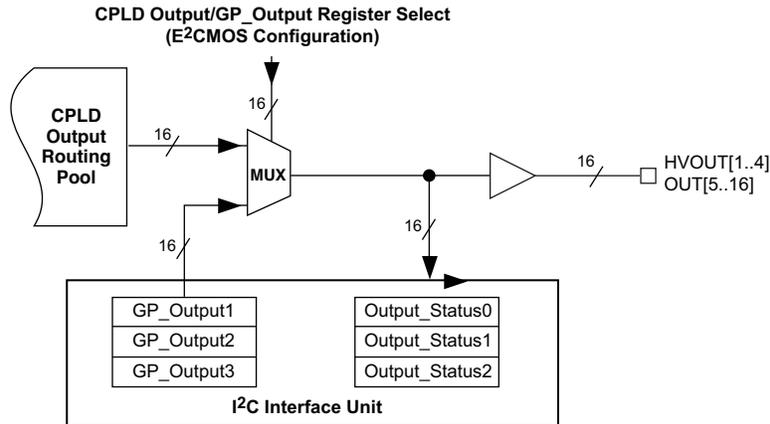 CPLD Output/GP_Output Register Select
(E2CMOS Configuration)
16
CPLD
Output
Routing
Pool
16
MUX
16
HVOUT[1..4]
OUT[5..16]
16
16
GP_Output1
GP_Output2
GP_Output3
Output_Status0
Output_Status1
Output_Status2
I2C Interface Unit